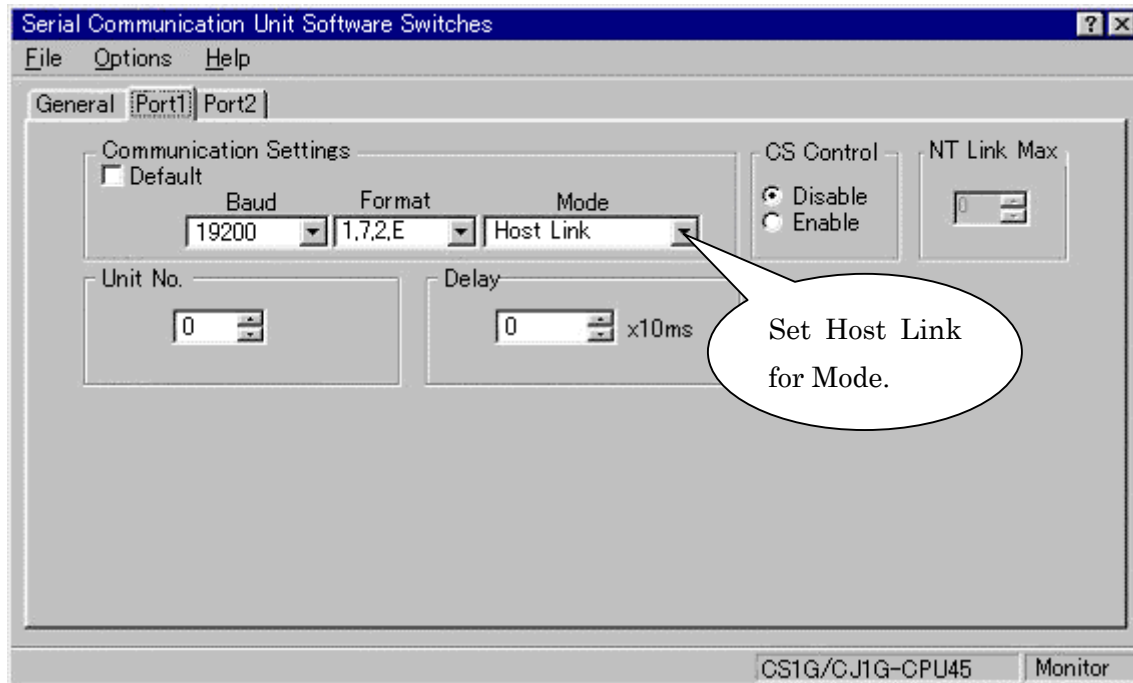 Serial Communication Unit Software Switches
File Options Help
General Port1 Port2
Communication Settings CS Control NT Link Max
Default
Baud Format Mode
Disable
0
19200 1,7,2,E Host Link
Enable
Unit No. Delay
0 0 x10ms
Set Host Link
for Mode.
CS1G/CJ1G-CPU45 Monitor